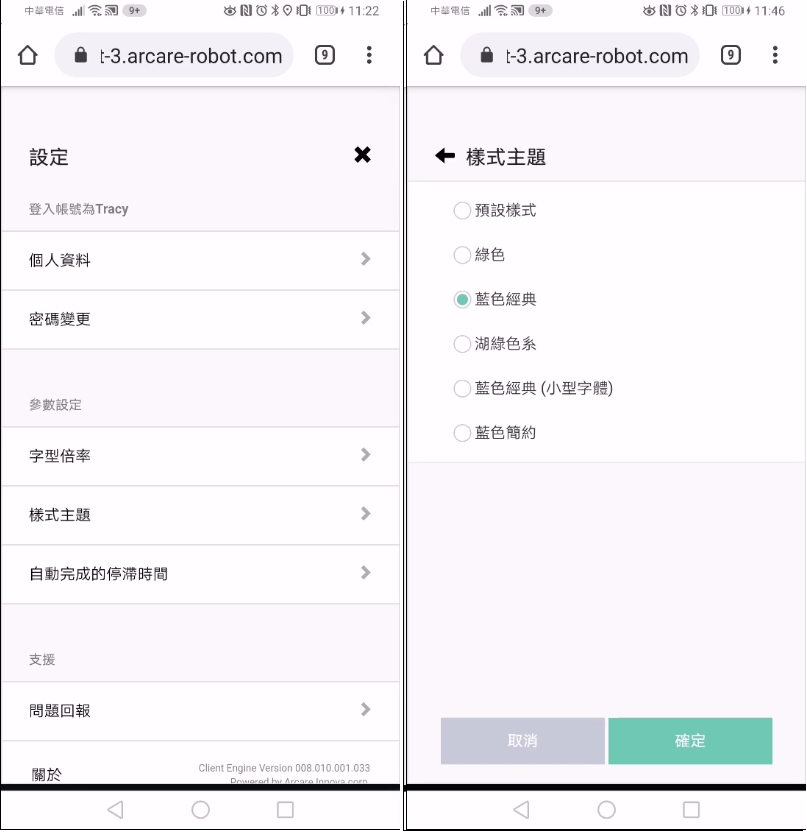 中華電信 9+ 100 11:22
t-3.arcare-robot.com 9
設定
登入帳號為Tracy
個人資料
密碼變更
參數設定
字型倍率
樣式主題
自動完成的停滯時間
支援
問題回報
關於 Client Engine Version 008.010.001.033
Powered by Arcare Innova corp.
中華電信 9+ 100 11:46
t-3.arcare-robot.com 9
樣式主題
預設樣式
綠色
藍色經典
湖綠色系
藍色經典 (小型字體)
藍色簡約
取消 確定